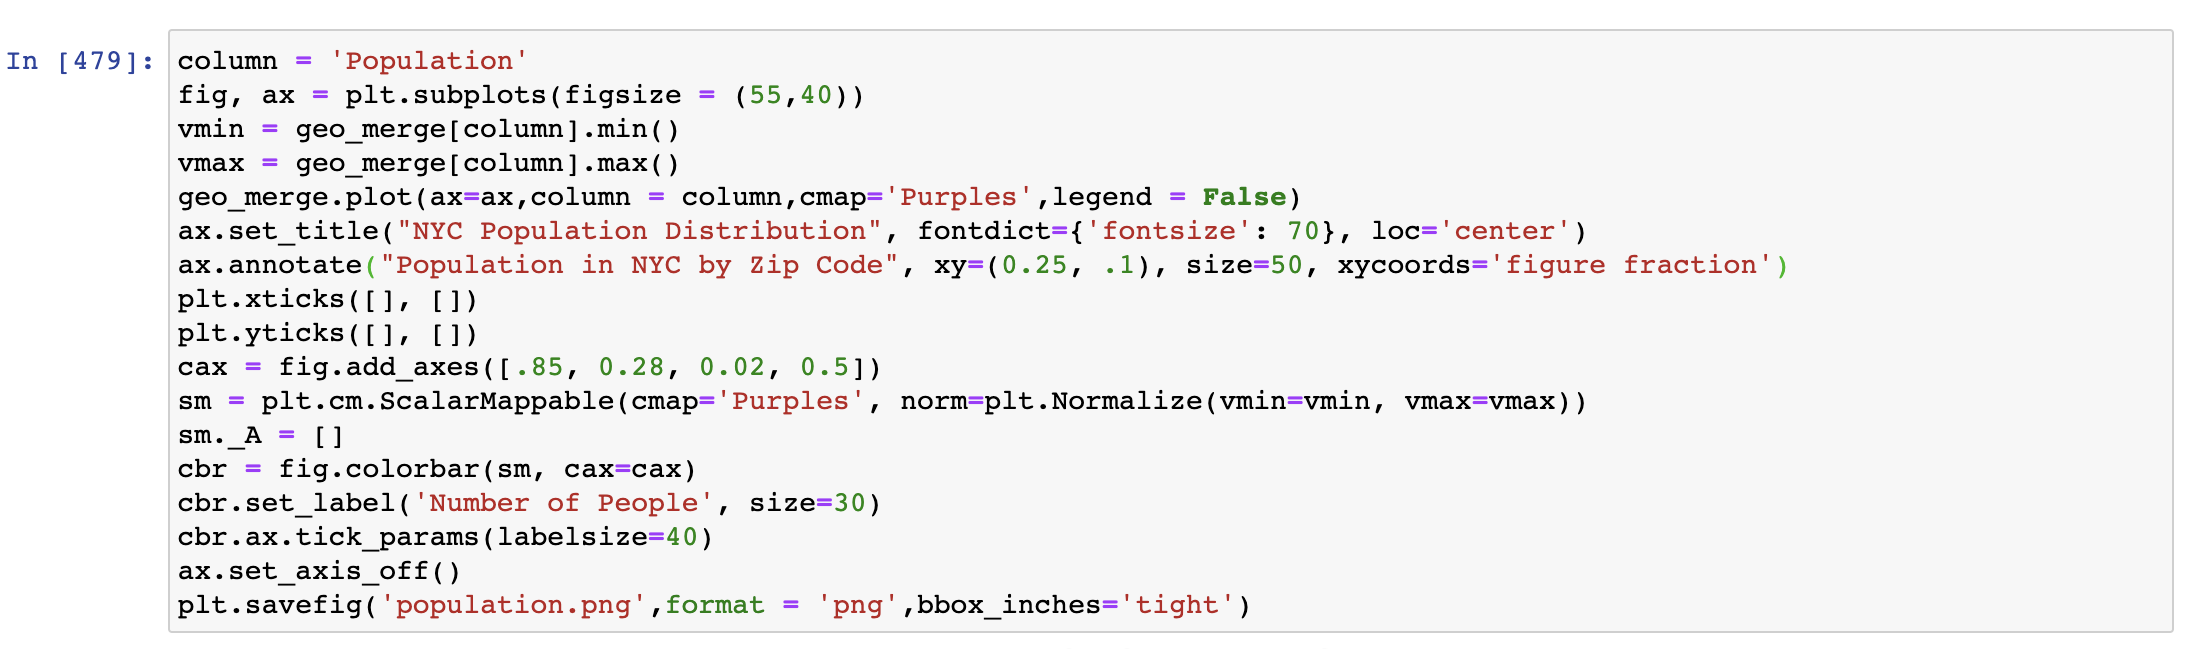 In [479]: column = 'Population'
fig, ax = plt.subplots(figsize = (55,40))
vmin = geo_merge[column].min()
vmax = geo_merge[column].max()
geo_merge.plot(ax=ax,column = column,cmap='Purples',legend = False)
ax.set_title("NYC Population Distribution", fontdict={'fontsize': 70}, loc='center')
ax.annotate("Population in NYC by Zip Code", xy=(0.25, .1), size=50, xycoords='figure fraction')
plt.xticks([], [])
plt.yticks([], [])
cax = fig.add_axes([.85, 0.28, 0.02, 0.5])
sm = plt.cm.ScalarMappable(cmap='Purples', norm=plt.Normalize(vmin=vmin, vmax=vmax))
sm._A = []
cbr = fig.colorbar(sm, cax=cax)
cbr.set_label('Number of People', size=30)
cbr.ax.tick_params(labelsize=40)
ax.set_axis_off()
plt.savefig('population.png',format = 'png',bbox_inches='tight')